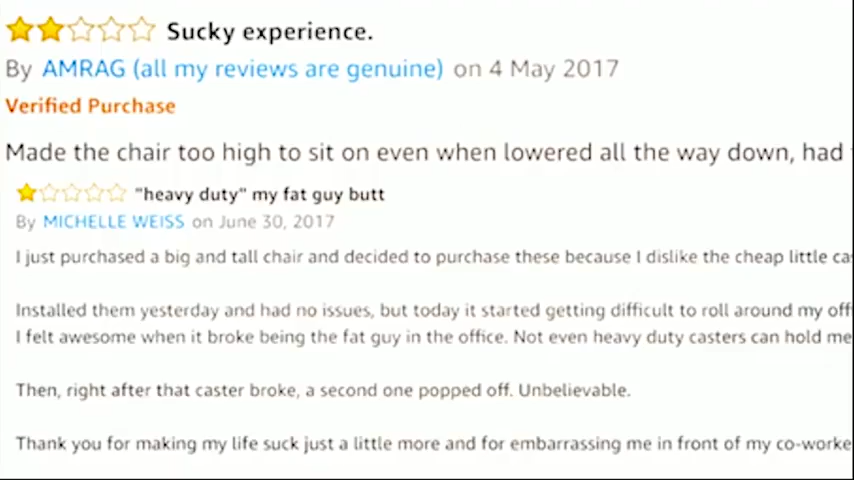 Sucky experience.
By AMRAG (all my reviews are genuine) on 4 May 2017
Verified Purchase
Made the chair too high to sit on even when lowered all the way down, had
"heavy duty" my fat guy butt
By MICHELLE WEISS on June 30, 2017
I just purchased a big and tall chair and decided to purchase these because I dislike the cheap little ca
Installed them yesterday and had no issues, but today it started getting difficult to roll around my off
I felt awesome when it broke being the fat guy in the office. Not even heavy duty casters can hold me
Then, right after that caster broke, a second one popped off. Unbelievable.
Thank you for making my life suck just a little more and for embarrassing me in front of my co-worke